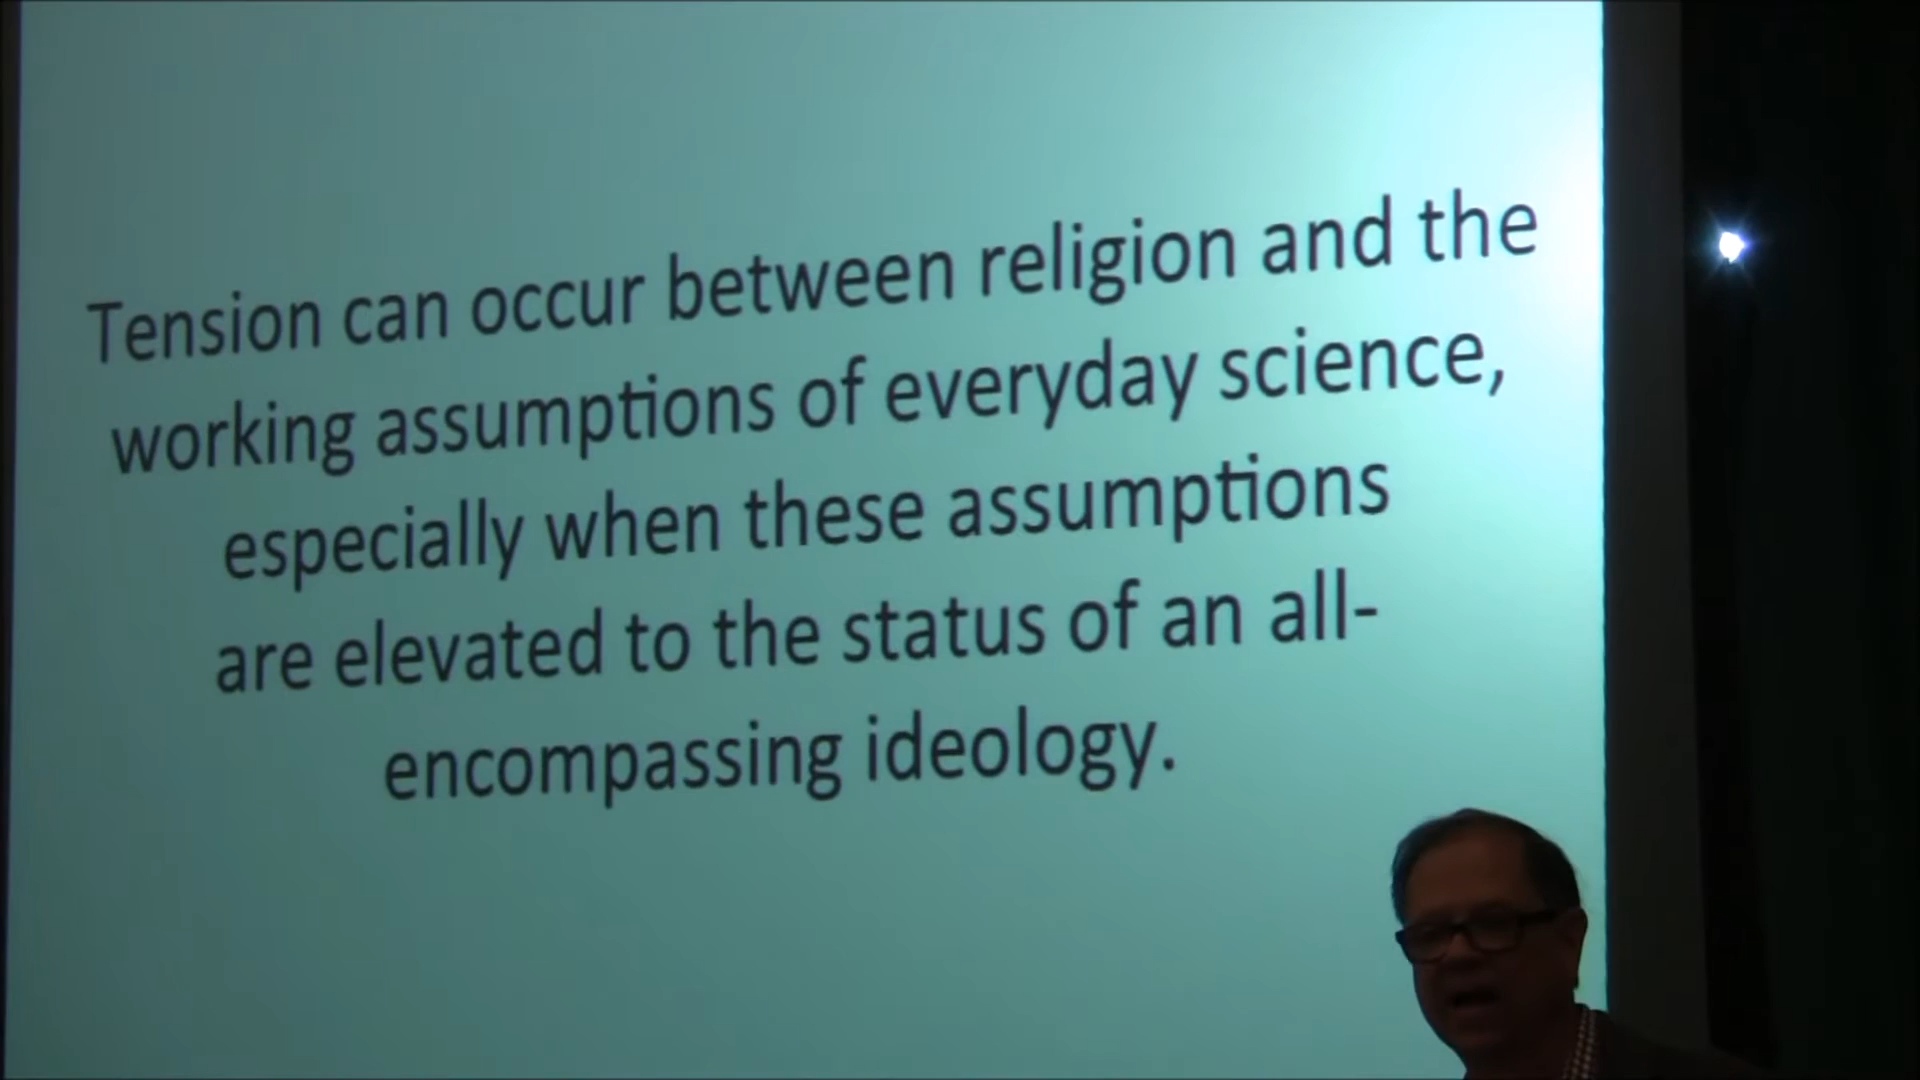 Tension can occur between religion and the
working assumptions of everyday science,
especially when these assumptions
are elevated to the status of an all-
encompassing ideology.